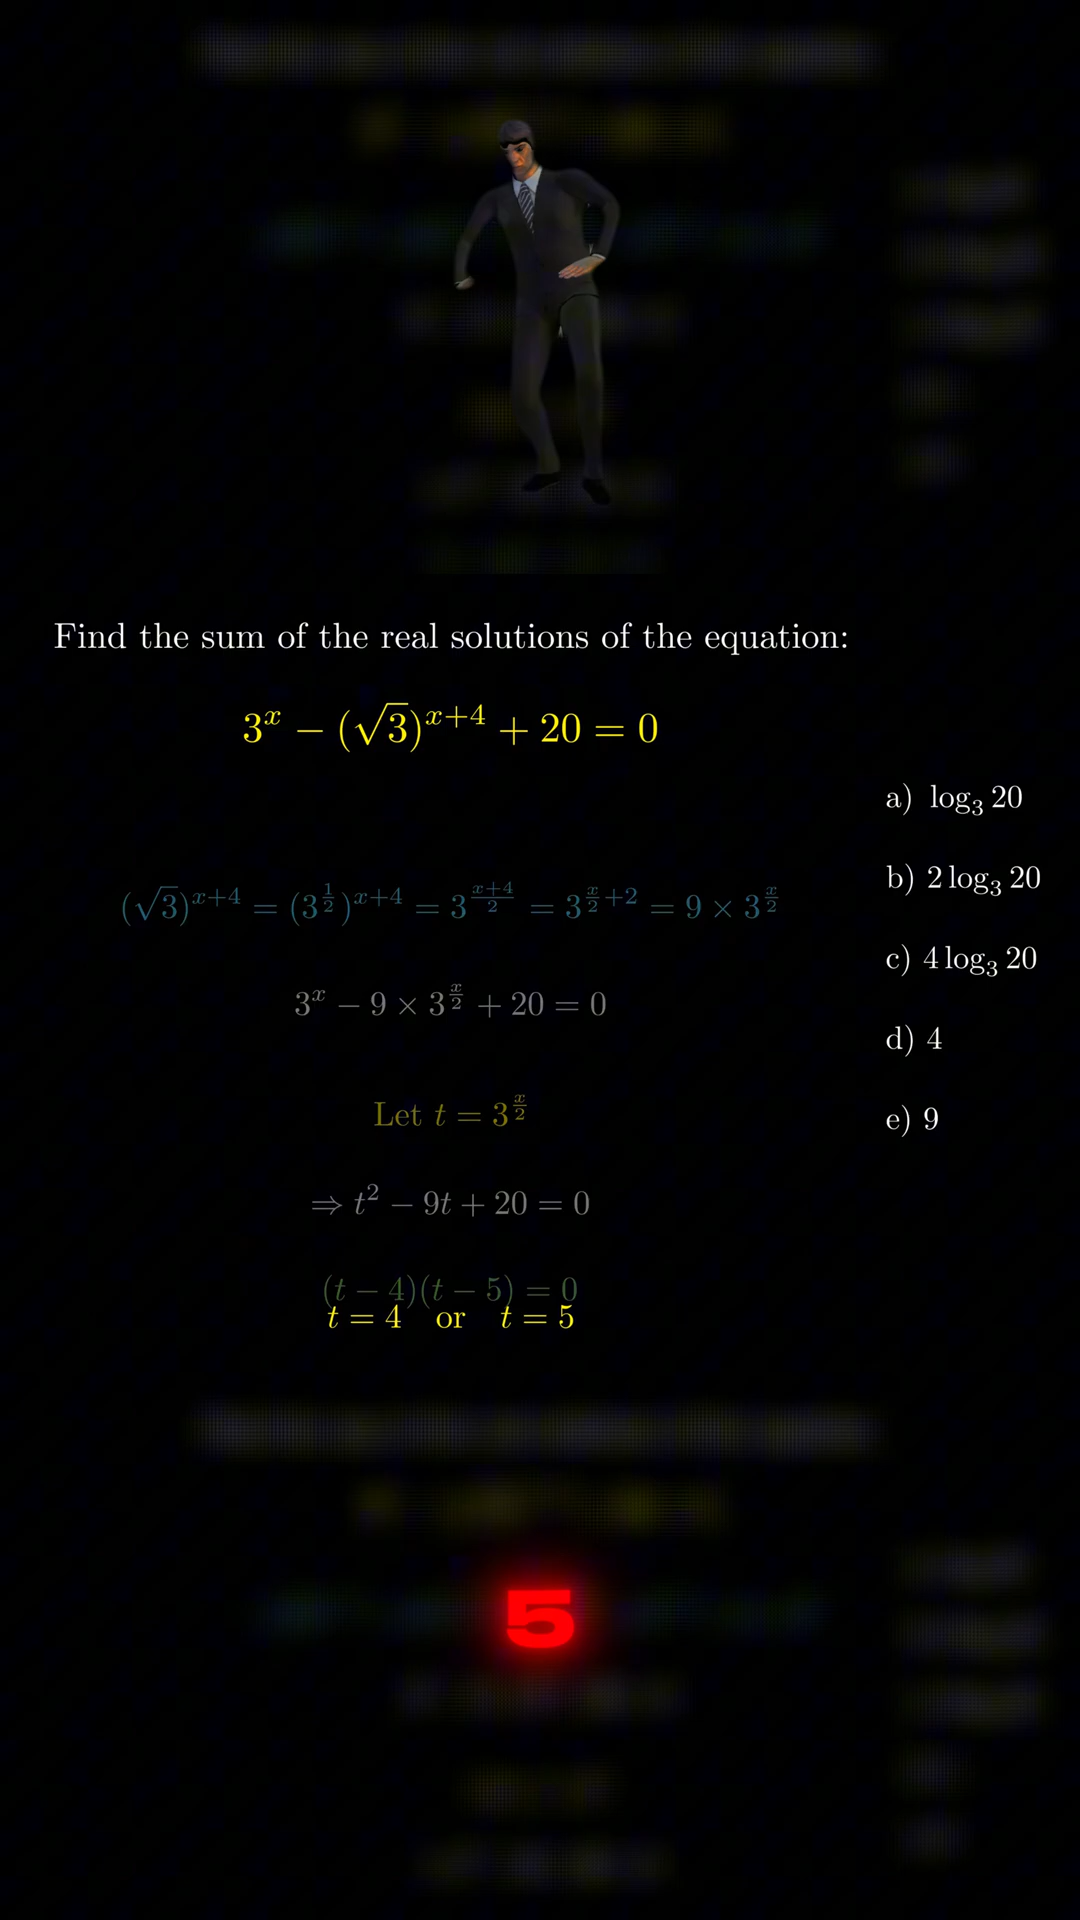 Find the sum of the real solutions of the equation:
3^x − (√3)^{x+4} + 20 = 0
a) log₃ 20
b) 2 log₃ 20
(√3)^{x+4} = (3^{1/2})^{x+4} = 3^{(x+4)/2} = 3^{x/2+2} = 9 × 3^{x/2}
c) 4 log₃ 20
3^x − 9 × 3^{x/2} + 20 = 0
d) 4
Let t = 3^{x/2}
e) 9
⇒ t² − 9t + 20 = 0
(t − 4)(t − 5) = 0
t = 4 or t = 5
5